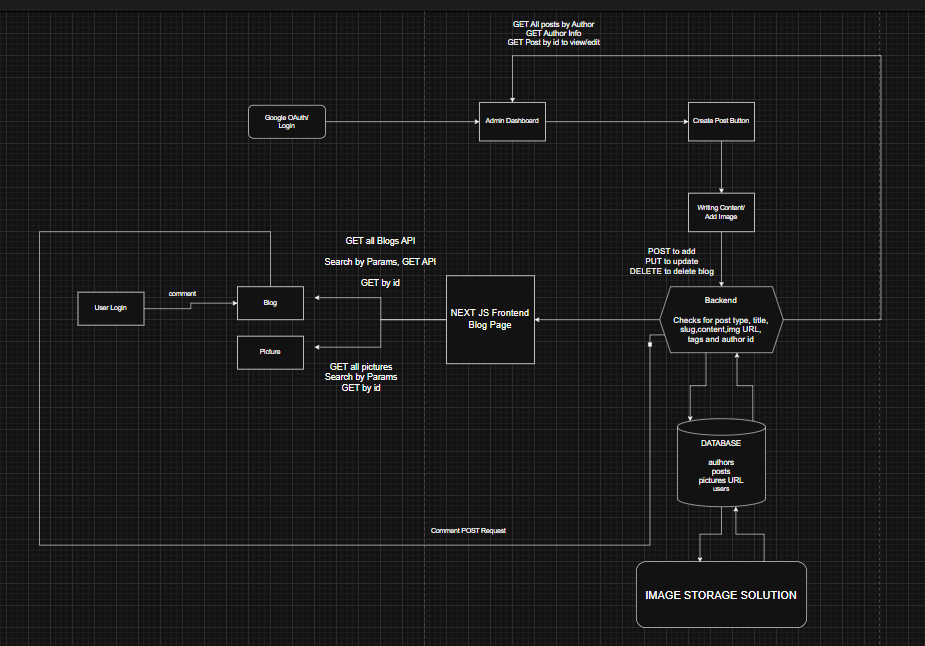 GET All posts by Author
GET Author Info
GET Post by id to view/edit
Google OAuth/
Login
Admin Dashboard
Create Post Button
Writing Content/
Add Image
POST to add
PUT to update
DELETE to delete blog
GET all Blogs API
Search by Params, GET API
GET by id
User Login
comment
Blog
Picture
NEXT JS Frontend
Blog Page
GET all pictures
Search by Params
GET by id
Backend
Checks for post type, title,
slug,content,img URL,
tags and author id
DATABASE
authors
posts
pictures URL
users
Comment POST Request
IMAGE STORAGE SOLUTION